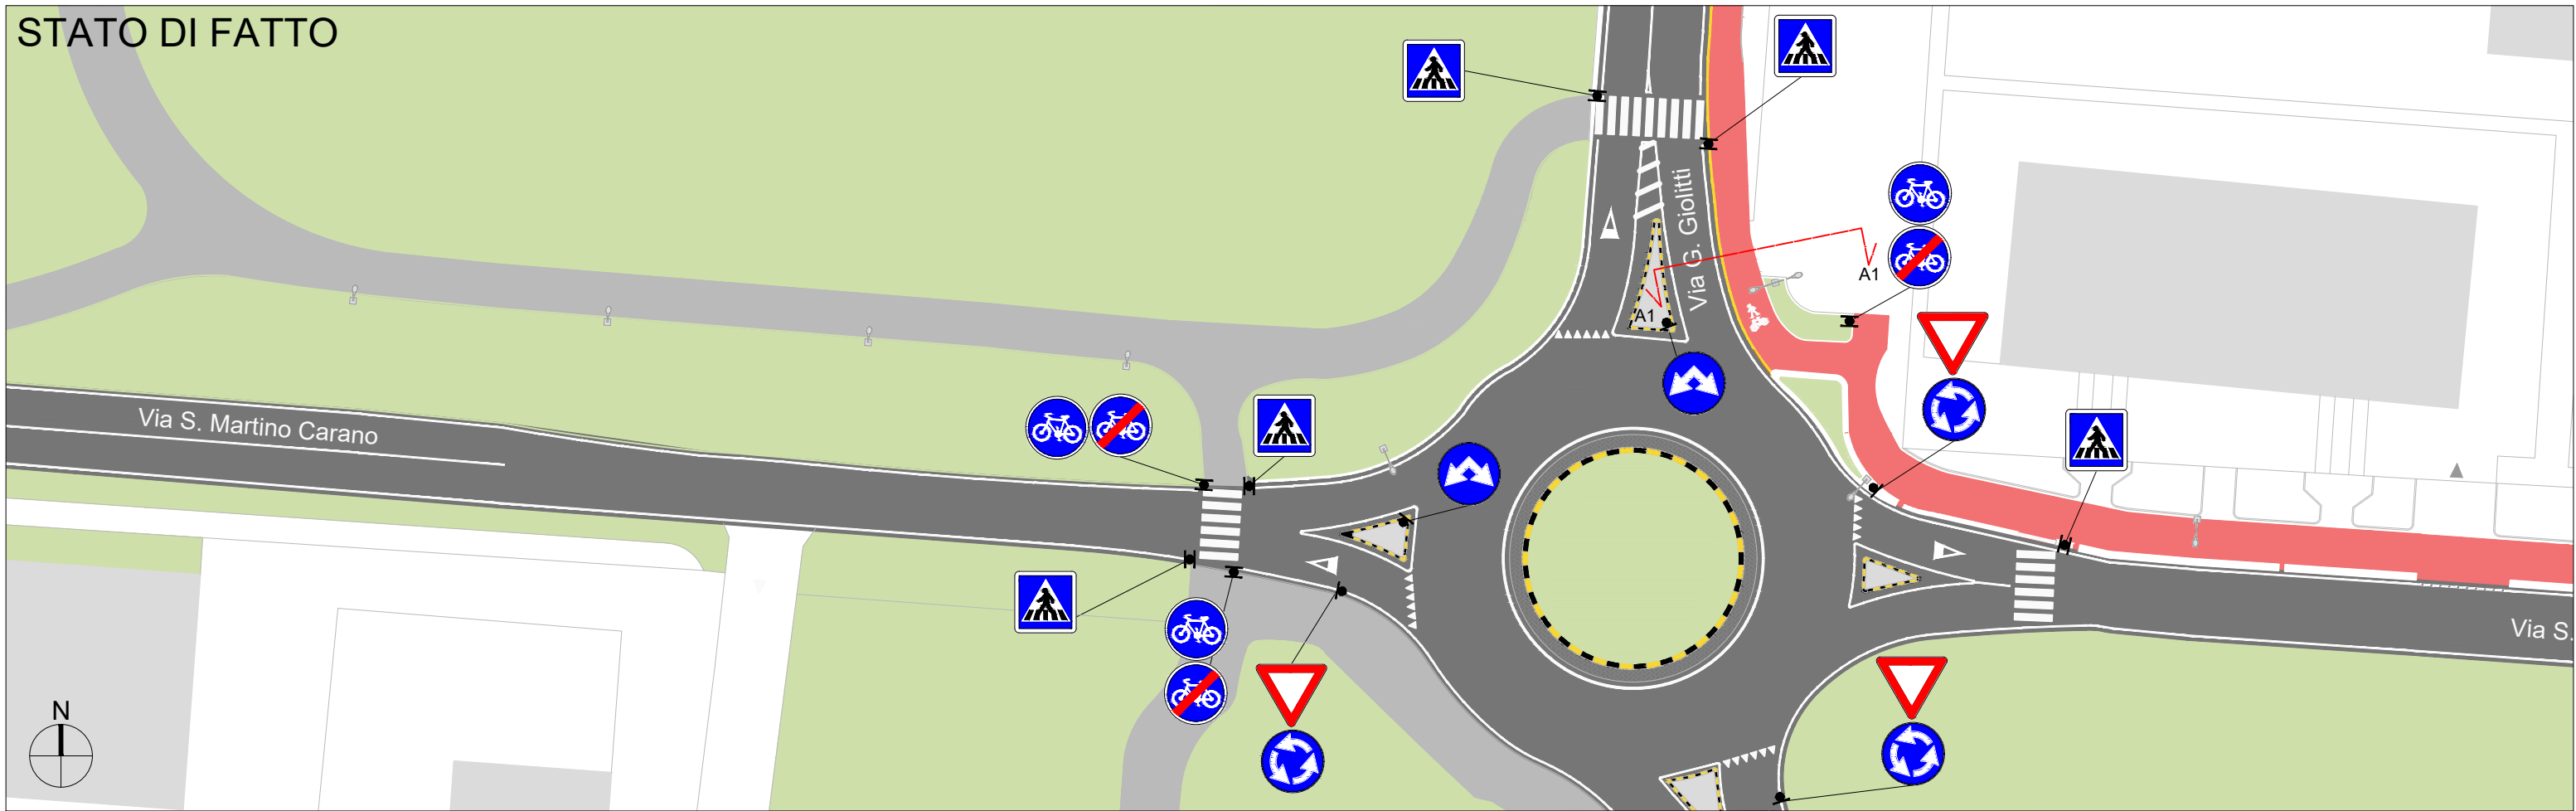 STATO DI FATTO
Via G. Giolitti
A1
A1
Via S. Martino Carano
Via S.
N